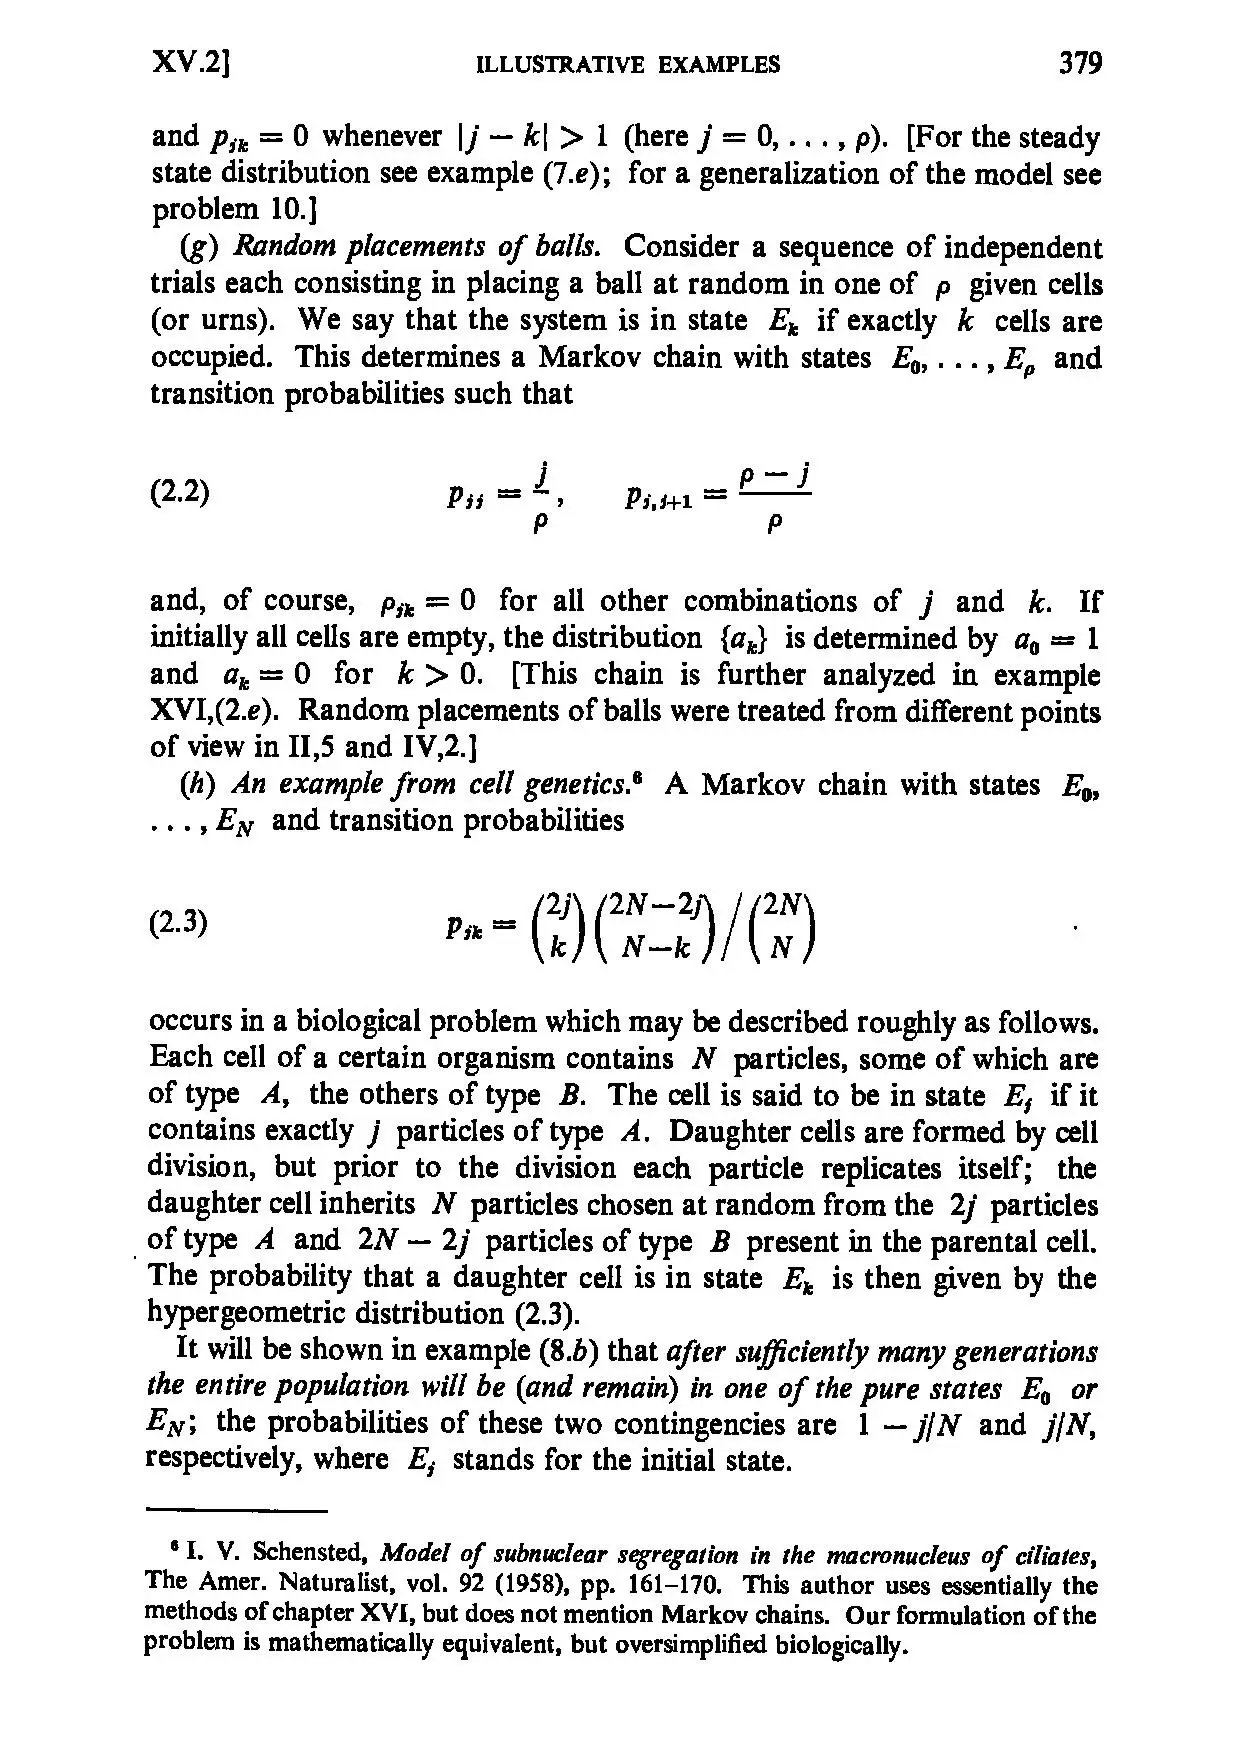 XV.2] ILLUSTRATIVE EXAMPLES 379
and p_{jk} = 0 whenever |j − k| > 1 (here j = 0, . . . , ρ). [For the steady
state distribution see example (7.e); for a generalization of the model see
problem 10.]
(g) Random placements of balls. Consider a sequence of independent
trials each consisting in placing a ball at random in one of ρ given cells
(or urns). We say that the system is in state E_k if exactly k cells are
occupied. This determines a Markov chain with states E_0, . . . , E_ρ and
transition probabilities such that
(2.2) p_{jj} = j/ρ, p_{j,j+1} = (ρ − j)/ρ
and, of course, ρ_{jk} = 0 for all other combinations of j and k. If
initially all cells are empty, the distribution {a_k} is determined by a_0 = 1
and a_k = 0 for k > 0. [This chain is further analyzed in example
XVI,(2.e). Random placements of balls were treated from different points
of view in II,5 and IV,2.]
(h) An example from cell genetics.⁶ A Markov chain with states E_0,
. . . , E_N and transition probabilities
(2.3) p_{jk} = \binom{2j}{k} \binom{2N−2j}{N−k} / \binom{2N}{N}
occurs in a biological problem which may be described roughly as follows.
Each cell of a certain organism contains N particles, some of which are
of type A, the others of type B. The cell is said to be in state E_j if it
contains exactly j particles of type A. Daughter cells are formed by cell
division, but prior to the division each particle replicates itself; the
daughter cell inherits N particles chosen at random from the 2j particles
of type A and 2N − 2j particles of type B present in the parental cell.
The probability that a daughter cell is in state E_k is then given by the
hypergeometric distribution (2.3).
It will be shown in example (8.b) that after sufficiently many generations
the entire population will be (and remain) in one of the pure states E_0 or
E_N; the probabilities of these two contingencies are 1 − j/N and j/N,
respectively, where E_j stands for the initial state.
⁶ I. V. Schensted, Model of subnuclear segregation in the macronucleus of ciliates,
The Amer. Naturalist, vol. 92 (1958), pp. 161–170. This author uses essentially the
methods of chapter XVI, but does not mention Markov chains. Our formulation of the
problem is mathematically equivalent, but oversimplified biologically.